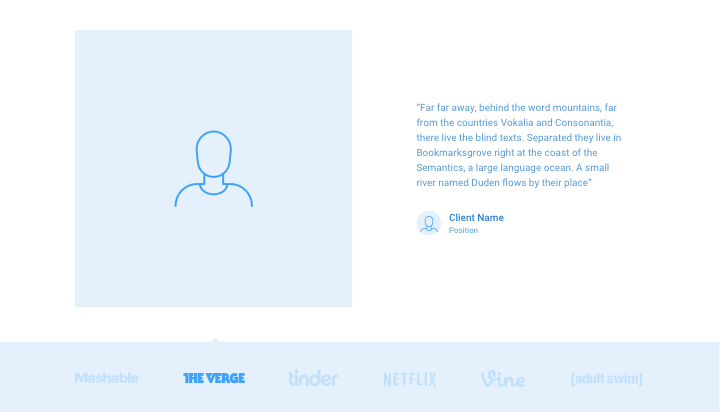 “Far far away, behind the word mountains, far
from the countries Vokalia and Consonantia,
there live the blind texts. Separated they live in
Bookmarksgrove right at the coast of the
Semantics, a large language ocean. A small
river named Duden flows by their place“
Client Name
Position
Mashable
THE VERGE
tinder
NETFLIX
Vine
[adult swim]